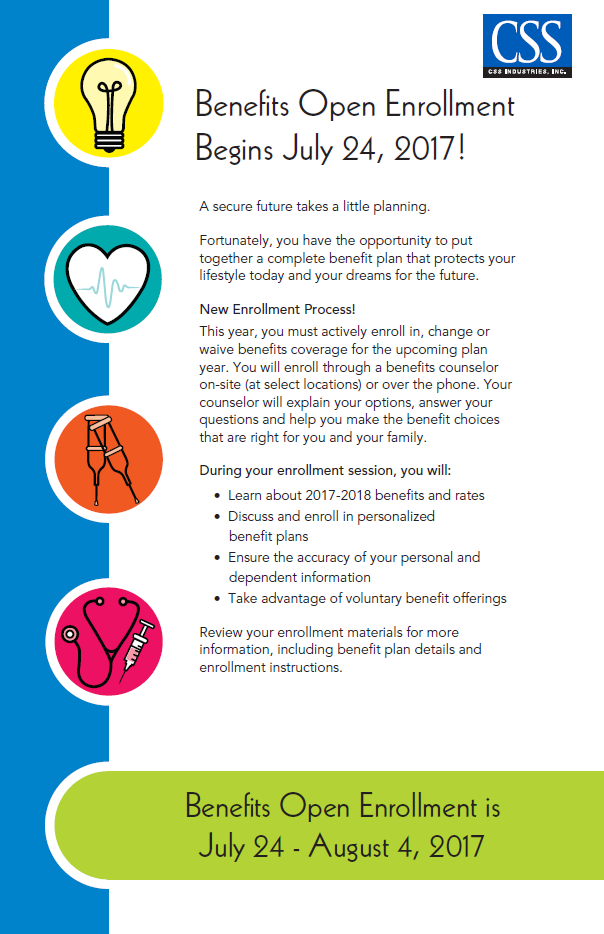 CSS
CSS INDUSTRIES, INC.
Benefits Open Enrollment
Begins July 24, 2017!
A secure future takes a little planning.
Fortunately, you have the opportunity to put
together a complete benefit plan that protects your
lifestyle today and your dreams for the future.
New Enrollment Process!
This year, you must actively enroll in, change or
waive benefits coverage for the upcoming plan
year. You will enroll through a benefits counselor
on-site (at select locations) or over the phone. Your
counselor will explain your options, answer your
questions and help you make the benefit choices
that are right for you and your family.
During your enrollment session, you will:
• Learn about 2017-2018 benefits and rates
• Discuss and enroll in personalized
benefit plans
• Ensure the accuracy of your personal and
dependent information
• Take advantage of voluntary benefit offerings
Review your enrollment materials for more
information, including benefit plan details and
enrollment instructions.
Benefits Open Enrollment is
July 24 - August 4, 2017